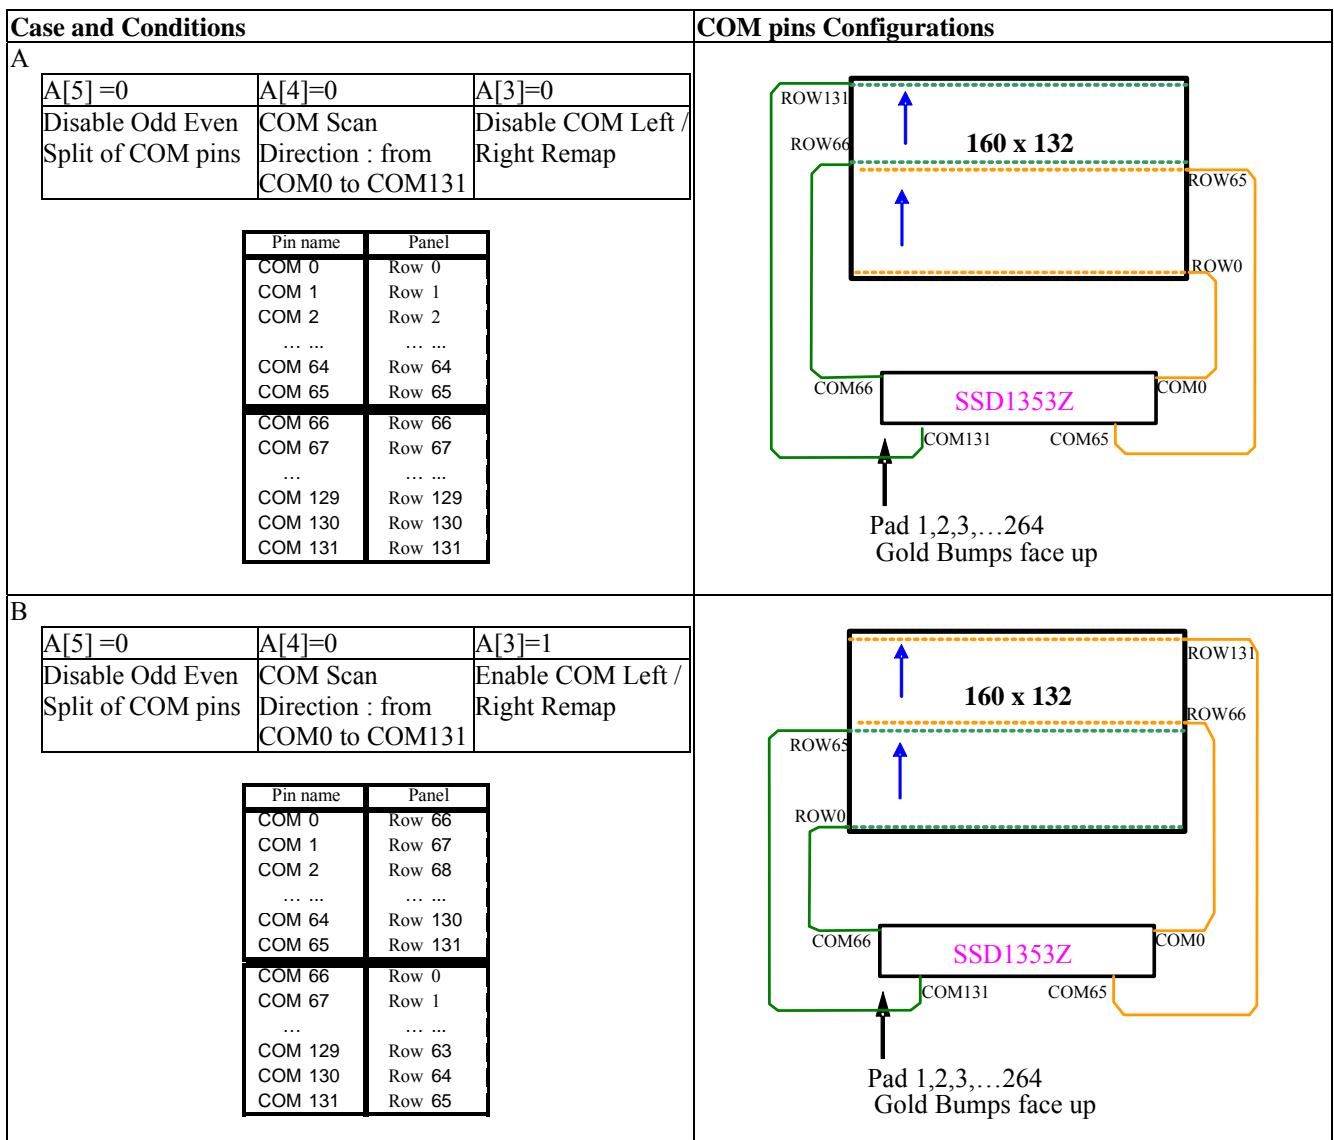 Case and Conditions
COM pins Configurations
A
A[5] =0
A[4]=0
A[3]=0
Disable Odd Even
Split of COM pins
COM Scan
Direction : from
COM0 to COM131
Disable COM Left /
Right Remap
Pin name Panel
COM 0 Row 0
COM 1 Row 1
COM 2 Row 2
... ... ... ...
COM 64 Row 64
COM 65 Row 65
COM 66 Row 66
COM 67 Row 67
... ... ...
COM 129 Row 129
COM 130 Row 130
COM 131 Row 131
ROW131
160 x 132
ROW66
ROW65
ROW0
COM66
SSD1353Z
COM0
COM131
COM65
Pad 1,2,3,…264
Gold Bumps face up
B
A[5] =0
A[4]=0
A[3]=1
Disable Odd Even
Split of COM pins
COM Scan
Direction : from
COM0 to COM131
Enable COM Left /
Right Remap
Pin name Panel
COM 0 Row 66
COM 1 Row 67
COM 2 Row 68
... ... ... ...
COM 64 Row 130
COM 65 Row 131
COM 66 Row 0
COM 67 Row 1
... ... ...
COM 129 Row 63
COM 130 Row 64
COM 131 Row 65
ROW131
160 x 132
ROW66
ROW65
ROW0
COM66
SSD1353Z
COM0
COM131
COM65
Pad 1,2,3,…264
Gold Bumps face up